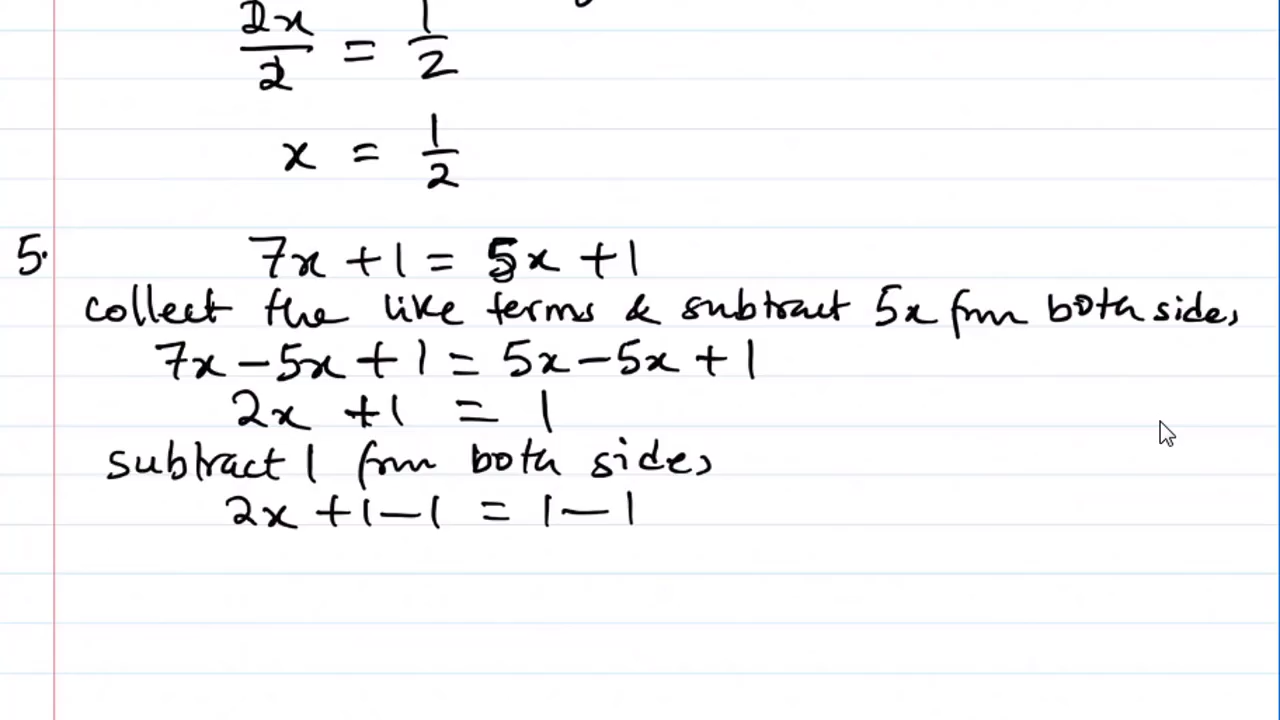 2x/2 = 1/2
x = 1/2
5. 7x + 1 = 5x + 1
collect the like terms & subtract 5x from both sides
7x - 5x + 1 = 5x - 5x + 1
2x + 1 = 1
subtract 1 from both sides
2x + 1 - 1 = 1 - 1